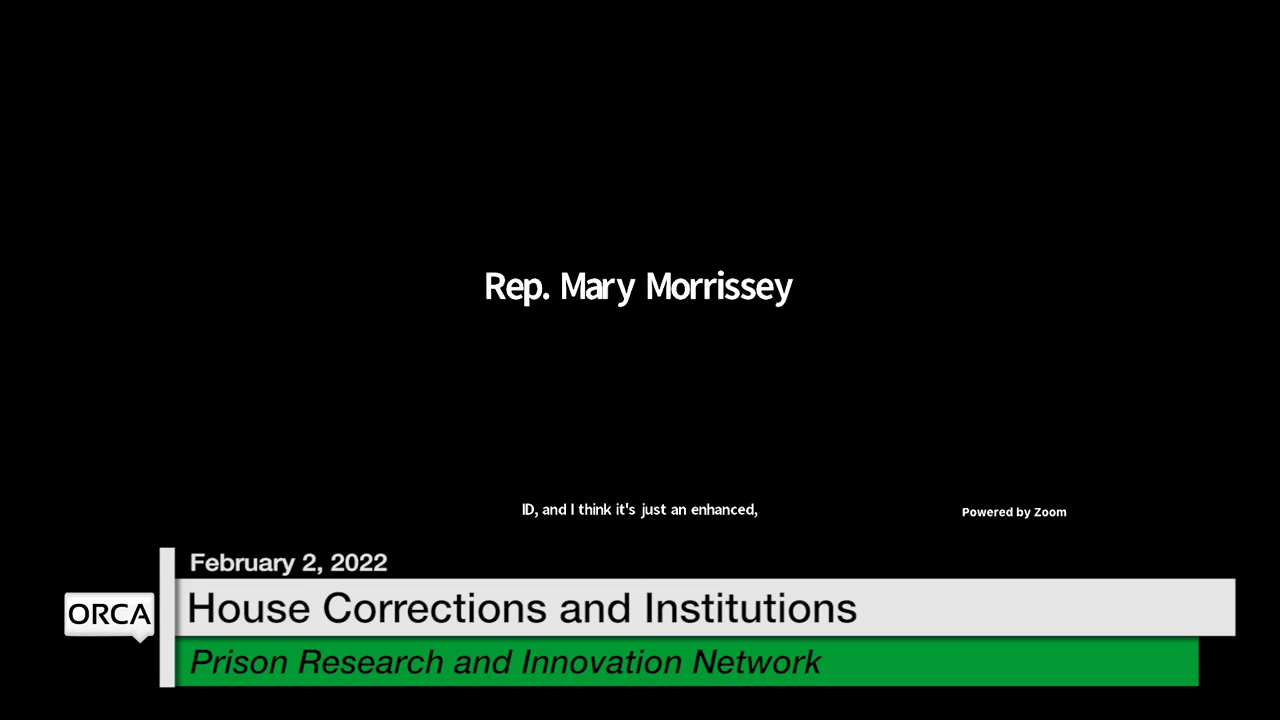 Rep. Mary Morrissey
ID, and I think it's just an enhanced,
Powered by Zoom
February 2, 2022
ORCA
House Corrections and Institutions
Prison Research and Innovation Network